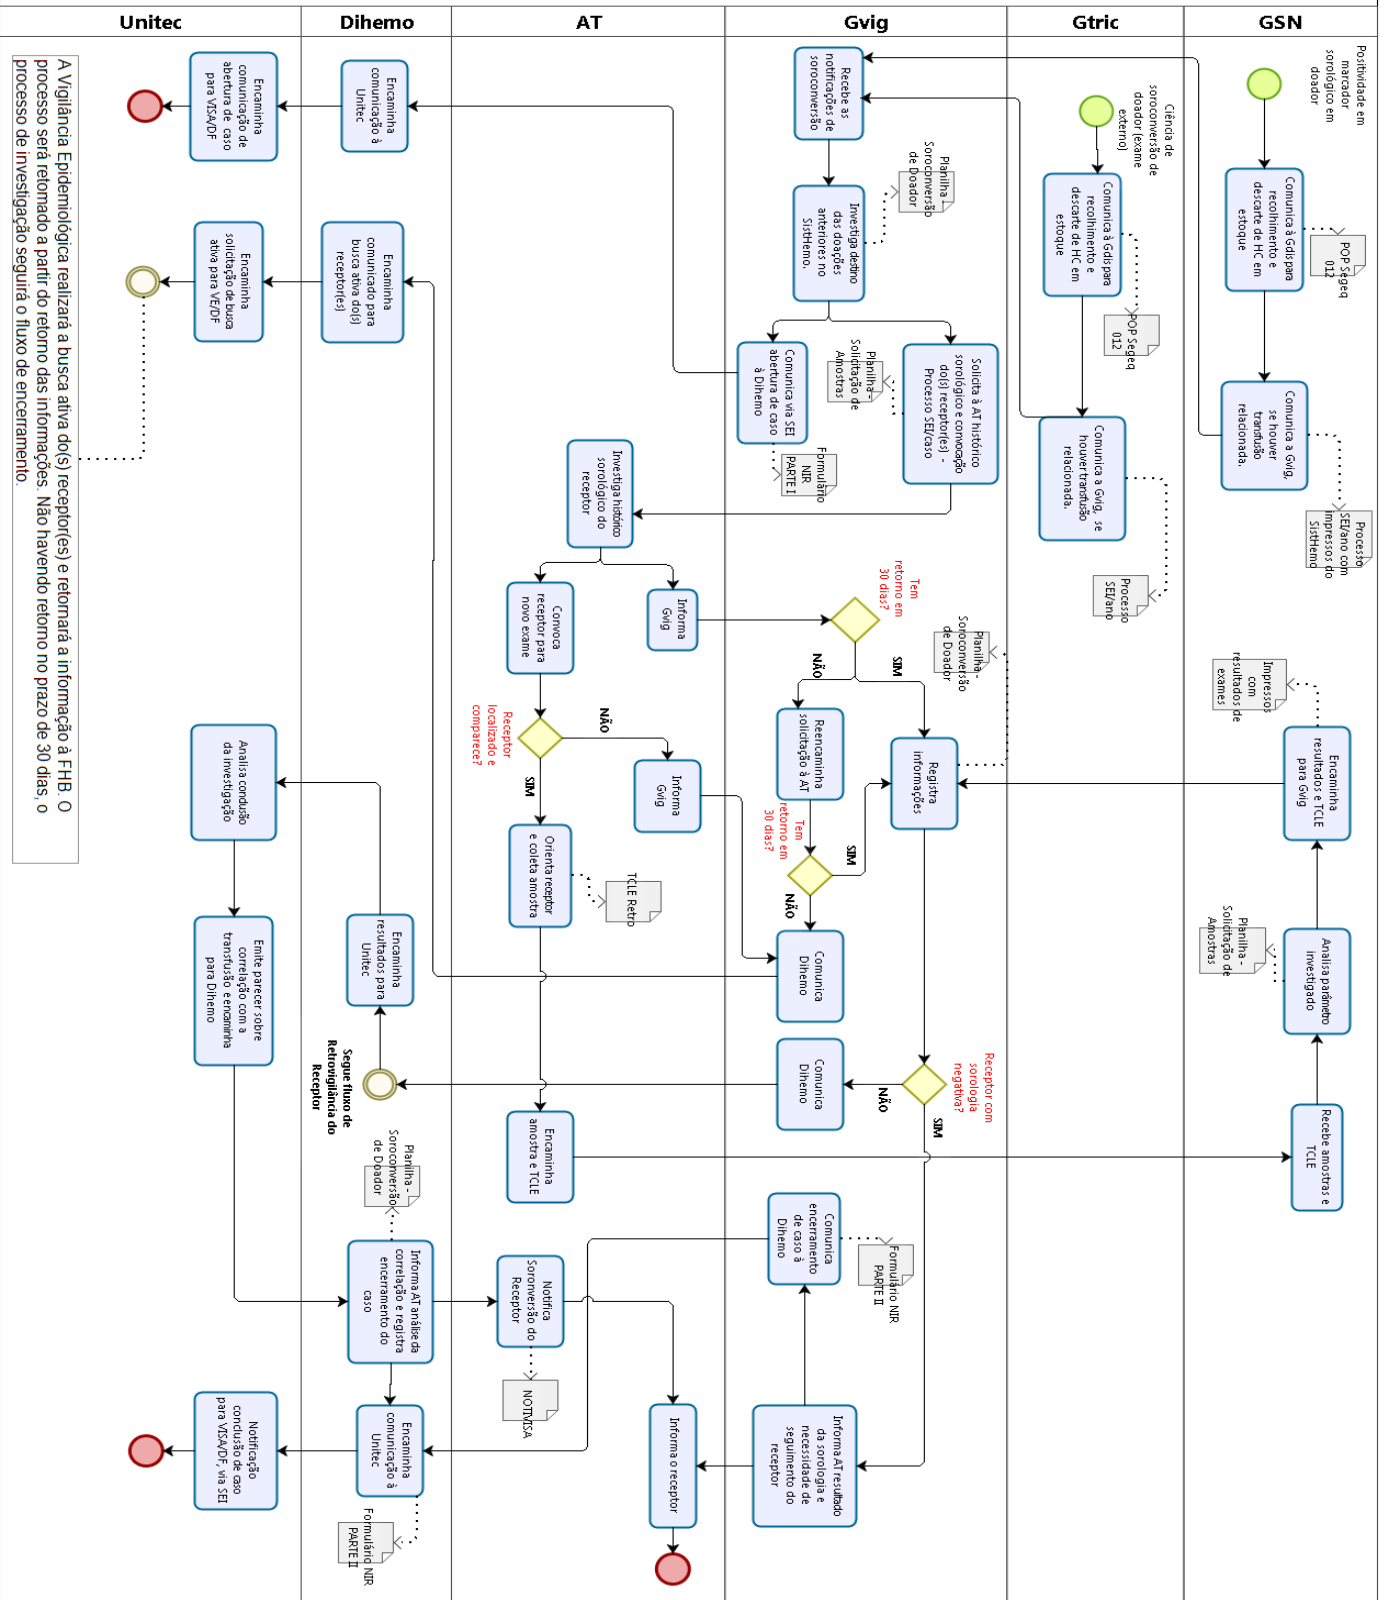 Unitec
Dihemo
AT
Gvig
Gtric
GSN
Positividade em
marcador
sorológico em
doador
Comunica à Gdis para
recolhimento e
descarte de HC em
estoque
POP Segeq
012
Comunica a Gvig,
se houver
transfusão
relacionada.
Processo
SEI/ano com
impressos do
SistHemo
Impressos
com
resultados de
exames
Encaminha
resultados e TCLE
para Gvig
Planilha -
Solicitação de
Amostras
Analisa parâmetro
investigado
Recebe amostras e
TCLE
Ciência de
soroconversão de
doador (exame
externo)
Comunica à Gdis para
recolhimento e
descarte de HC em
estoque
POP Segeq
012
Comunica a Gvig, se
houver transfusão
relacionada.
Processo
SEI/ano
Recebe as
notificações de
soroconversão
Planilha -
Soroconversão
de Doador
Investiga destino
das doações
anteriores no
SistHemo.
Solicita à AT histórico
sorológico e convocação
do(s) receptor(es) -
Processo SEI/caso
Planilha -
Solicitação de
Amostras
Comunica via SEI
abertura de caso
à Dihemo
Formulário
NIR
PARTE I
Tem
retorno em
30 dias?
SIM
NÃO
Planilha -
Soroconversão
de Doador
Registra
informações
Reencaminha
solicitação à AT
Tem
retorno em
30 dias?
SIM
NÃO
Comunica
Dihemo
Receptor com
sorologia
negativa?
NÃO
SIM
Comunica
Dihemo
Comunica
encerramento
de caso à
Dihemo
Formulário NIR
PARTE II
Informa AT resultado
da sorologia e
necessidade de
seguimento do
receptor
Investiga histórico
sorológico do
receptor
Convoca
receptor para
novo exame
Informa
Gvig
Receptor
localizado e
comparece?
NÃO
SIM
Informa
Gvig
Orienta receptor
e coleta amostra
TCLE Retro
Encaminha
amostra e TCLE
Notifica
Soronversão do
Receptor
NOTIVISA
Informa o receptor
Encaminha
comunicação à
Unitec
Encaminha
comunicado para
busca ativa do(s)
receptor(es)
Encaminha
resultados para
Unitec
Segue fluxo de
Retrovigilância do
Receptor
Planilha -
Soroconversão
de Doador
Informa AT análise da
correlação e registra
encerramento do
caso
Encaminha
comunicação à
Unitec
Formulário NIR
PARTE II
Encaminha
comunicação de
abertura de caso
para VISA/DF
Encaminha
solicitação de busca
ativa para VE/DF
Analisa conclusão
da investigação
Emite parecer sobre
correlação com a
transfusão e encaminha
para Dihemo
Notificação
conclusão de caso
para VISA/DF, via SEI
A Vigilância Epidemiológica realizará a busca ativa do(s) receptor(es) e retornará a informação à FHB. O
processo será retomado a partir do retorno das informações. Não havendo retorno no prazo de 30 dias, o
processo de investigação seguirá o fluxo de encerramento.